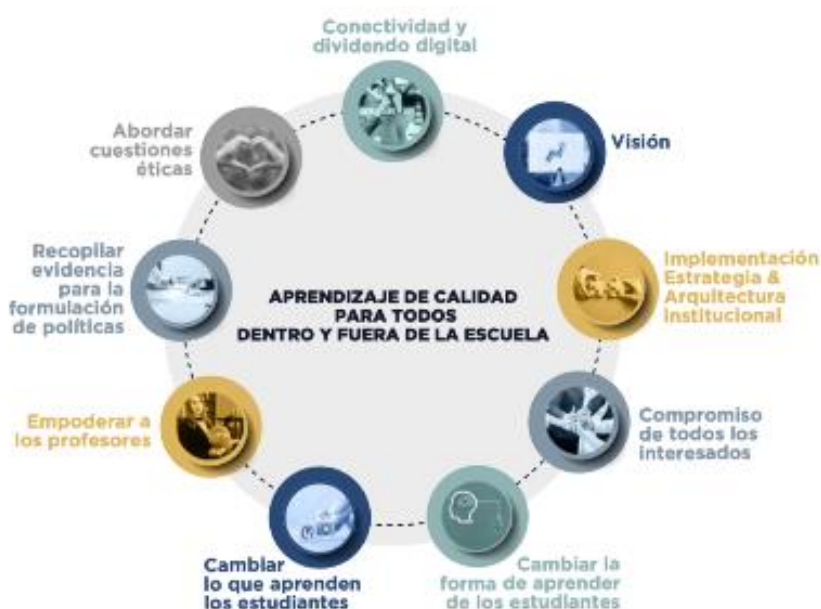 Conectividad y
dividendo digital
Visión
Implementación
Estrategia &
Arquitectura
Institucional
Compromiso
de todos los
interesados
Cambiar la
forma de aprender
de los estudiantes
Cambiar
lo que aprenden
los estudiantes
Empoderar a
los profesores
Recopilar
evidencia
para la
formulación
de políticas
Abordar
cuestiones
éticas
APRENDIZAJE DE CALIDAD
PARA TODOS
DENTRO Y FUERA DE LA ESCUELA